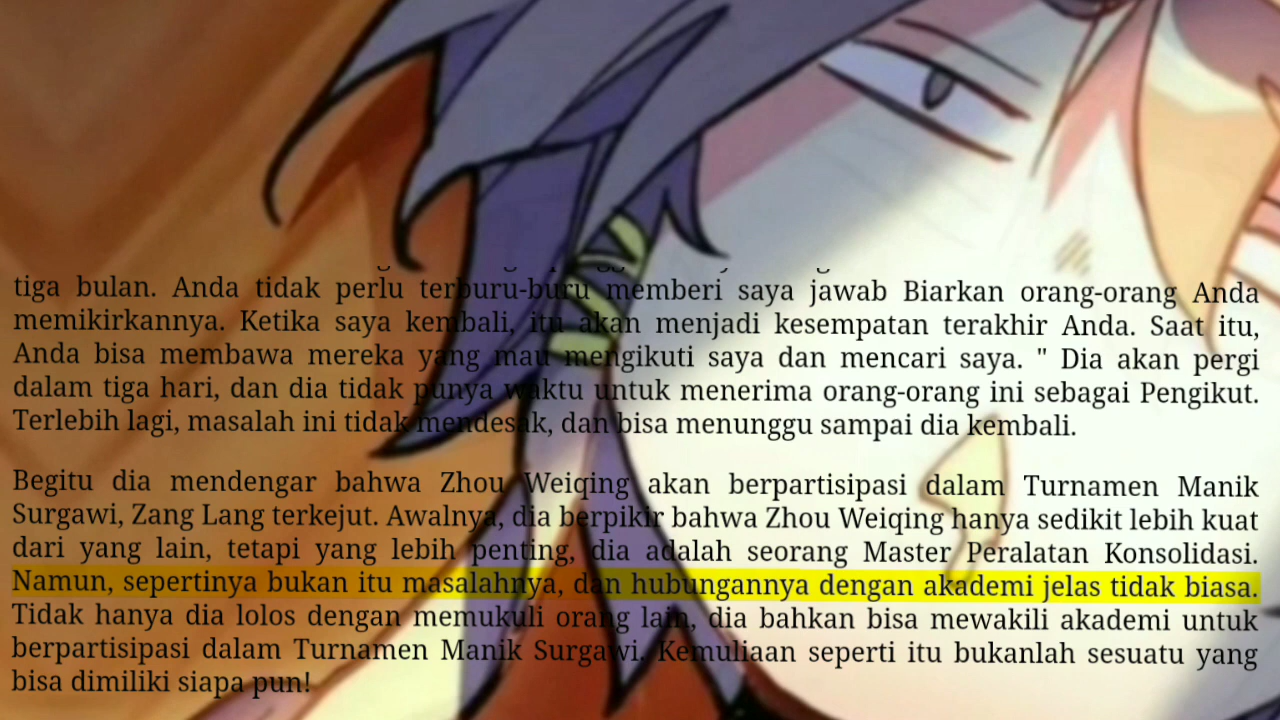 tiga bulan. Anda tidak perlu terburu-buru memberi saya jawab Biarkan orang-orang Anda
memikirkannya. Ketika saya kembali, itu akan menjadi kesempatan terakhir Anda. Saat itu,
Anda bisa membawa mereka yang mau mengikuti saya dan mencari saya. " Dia akan pergi
dalam tiga hari, dan dia tidak punya waktu untuk menerima orang-orang ini sebagai Pengikut.
Terlebih lagi, masalah ini tidak mendesak, dan bisa menunggu sampai dia kembali.
Begitu dia mendengar bahwa Zhou Weiqing akan berpartisipasi dalam Turnamen Manik
Surgawi, Zang Lang terkejut. Awalnya, dia berpikir bahwa Zhou Weiqing hanya sedikit lebih kuat
dari yang lain, tetapi yang lebih penting, dia adalah seorang Master Peralatan Konsolidasi.
Namun, sepertinya bukan itu masalahnya, dan hubungannya dengan akademi jelas tidak biasa.
Tidak hanya dia lolos dengan memukuli orang lain, dia bahkan bisa mewakili akademi untuk
berpartisipasi dalam Turnamen Manik Surgawi. Kemuliaan seperti itu bukanlah sesuatu yang
bisa dimiliki siapa pun!